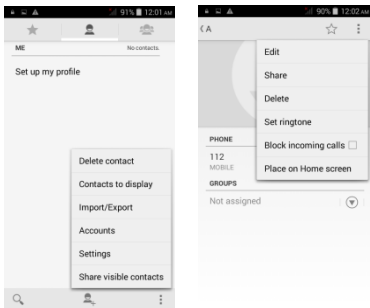 91% 12:01 AM
ME No contacts.
Set up my profile
Delete contact
Contacts to display
Import/Export
Accounts
Settings
Share visible contacts
90% 12:02 AM
A
Edit
Share
Delete
Set ringtone
Block incoming calls
Place on Home screen
PHONE
112
MOBILE
GROUPS
Not assigned